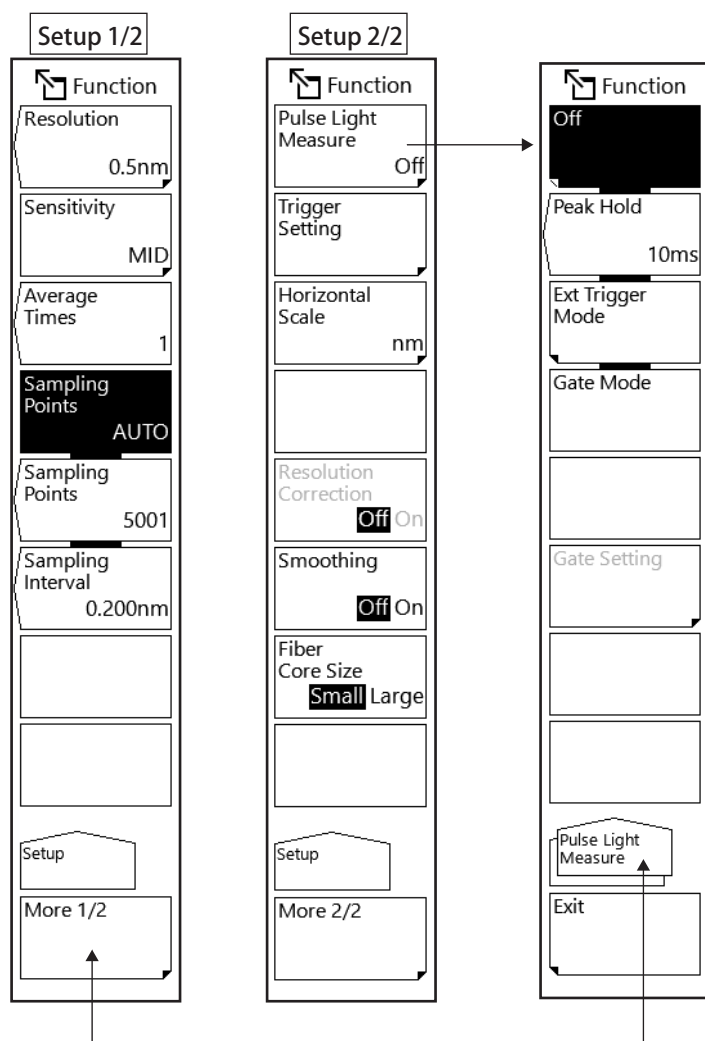 Setup 1/2
Function
Resolution
0.5nm
Sensitivity
MID
Average
Times
1
Sampling
Points
AUTO
Sampling
Points
5001
Sampling
Interval
0.200nm
Setup
More 1/2
Setup 2/2
Function
Pulse Light
Measure
Off
Trigger
Setting
Horizontal
Scale
nm
Resolution
Correction
Off On
Smoothing
Off On
Fiber
Core Size
Small Large
Setup
More 2/2
Function
Off
Peak Hold
10ms
Ext Trigger
Mode
Gate Mode
Gate Setting
Pulse Light
Measure
Exit